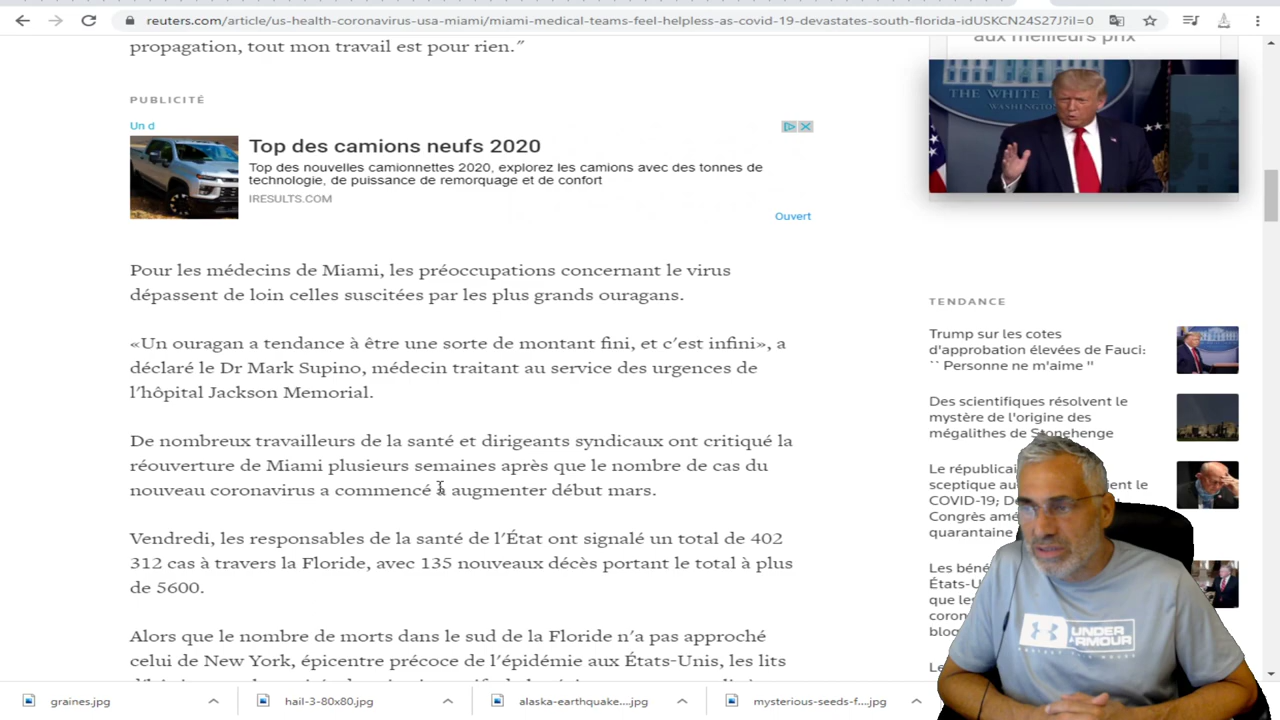 reuters.com/article/us-health-coronavirus-usa-miami/miami-medical-teams-feel-helpless-as-covid-19-devastates-south-florida-idUSKCN24S27J?il=0
propagation, tout mon travail est pour rien."
PUBLICITÉ
Un d
Top des camions neufs 2020
Top des nouvelles camionnettes 2020, explorez les camions avec des tonnes de
technologie, de puissance de remorquage et de confort
IRESULTS.COM
Ouvert
Pour les médecins de Miami, les préoccupations concernant le virus
dépassent de loin celles suscitées par les plus grands ouragans.
«Un ouragan a tendance à être une sorte de montant fini, et c'est infini», a
déclaré le Dr Mark Supino, médecin traitant au service des urgences de
l'hôpital Jackson Memorial.
De nombreux travailleurs de la santé et dirigeants syndicaux ont critiqué la
réouverture de Miami plusieurs semaines après que le nombre de cas du
nouveau coronavirus a commencé à augmenter début mars.
Vendredi, les responsables de la santé de l'État ont signalé un total de 402
312 cas à travers la Floride, avec 135 nouveaux décès portant le total à plus
de 5600.
Alors que le nombre de morts dans le sud de la Floride n'a pas approché
celui de New York, épicentre précoce de l'épidémie aux États-Unis, les lits
aux meilleurs prix
THE WHITE
WASHINGTON
TENDANCE
Trump sur les cotes
d'approbation élevées de Fauci:
`` Personne ne m'aime ''
Des scientifiques résolvent le
mystère de l'origine des
mégalithes de Stonehenge
Le républicai
sceptique au
ient le
COVID-19; D
Congrès amé
quarantaine
Les béné
États-U
que les
coron
blog
UNDER
ARMOUR
graines.jpg
hail-3-80x80.jpg
alaska-earthquake....jpg
mysterious-seeds-f....jpg